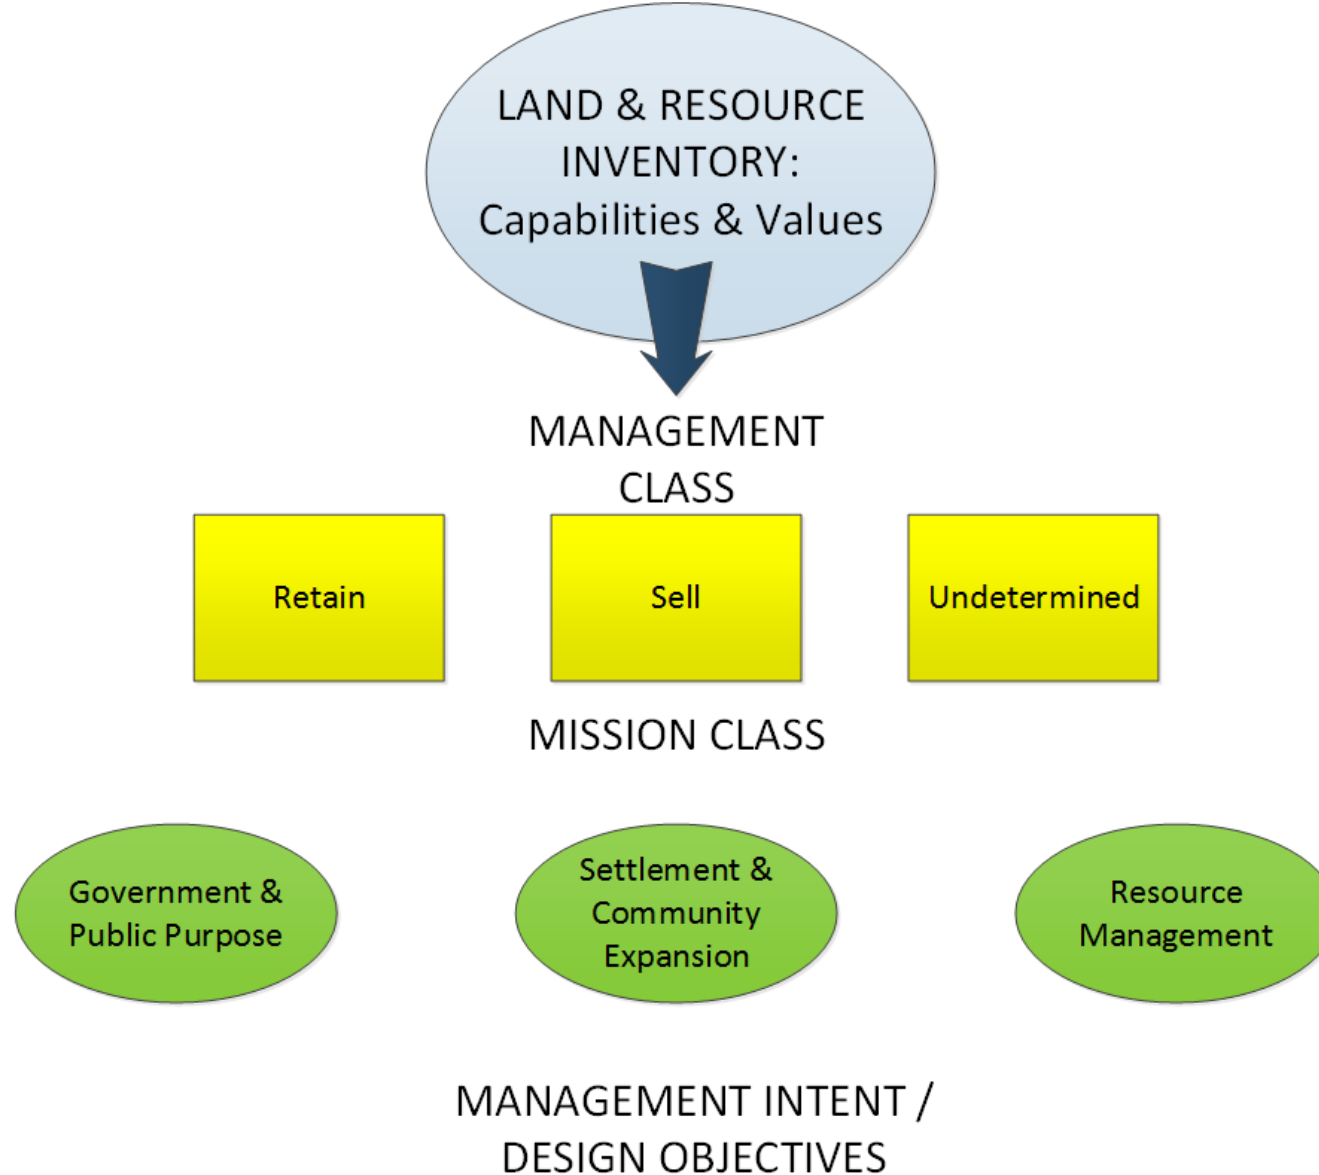 LAND & RESOURCE
INVENTORY:
Capabilities & Values
MANAGEMENT
CLASS
Retain
Sell
Undetermined
MISSION CLASS
Government &
Public Purpose
Settlement &
Community
Expansion
Resource
Management
MANAGEMENT INTENT /
DESIGN OBJECTIVES